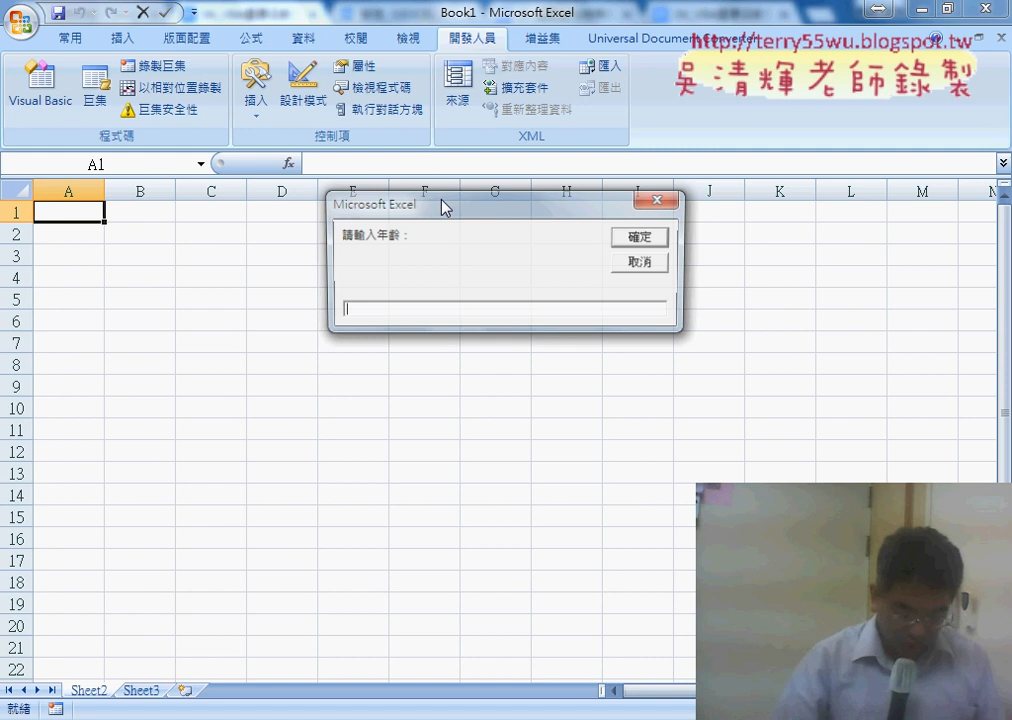 Book1 - Microsoft Excel
常用 插入 版面配置 公式 資料 校閱 檢視 開發人員 增益集 Universal Document Converter
http://terry55wu.blogspot.tw
吳清輝老師錄製
Visual Basic 巨集 錄製巨集 以相對位置錄製 巨集安全性
插入 設計模式 屬性 檢視程式碼 執行對話方塊
來源 對應內容 擴充套件 重新整理資料 匯入 匯出
程式碼 控制項 XML
A1 fx
A B C D E F G H I J K L M N
Microsoft Excel
請輸入年齡：
確定
取消
1
2
3
4
5
6
7
8
9
10
11
12
13
14
15
16
17
18
19
20
21
22
Sheet2 Sheet3
就緒